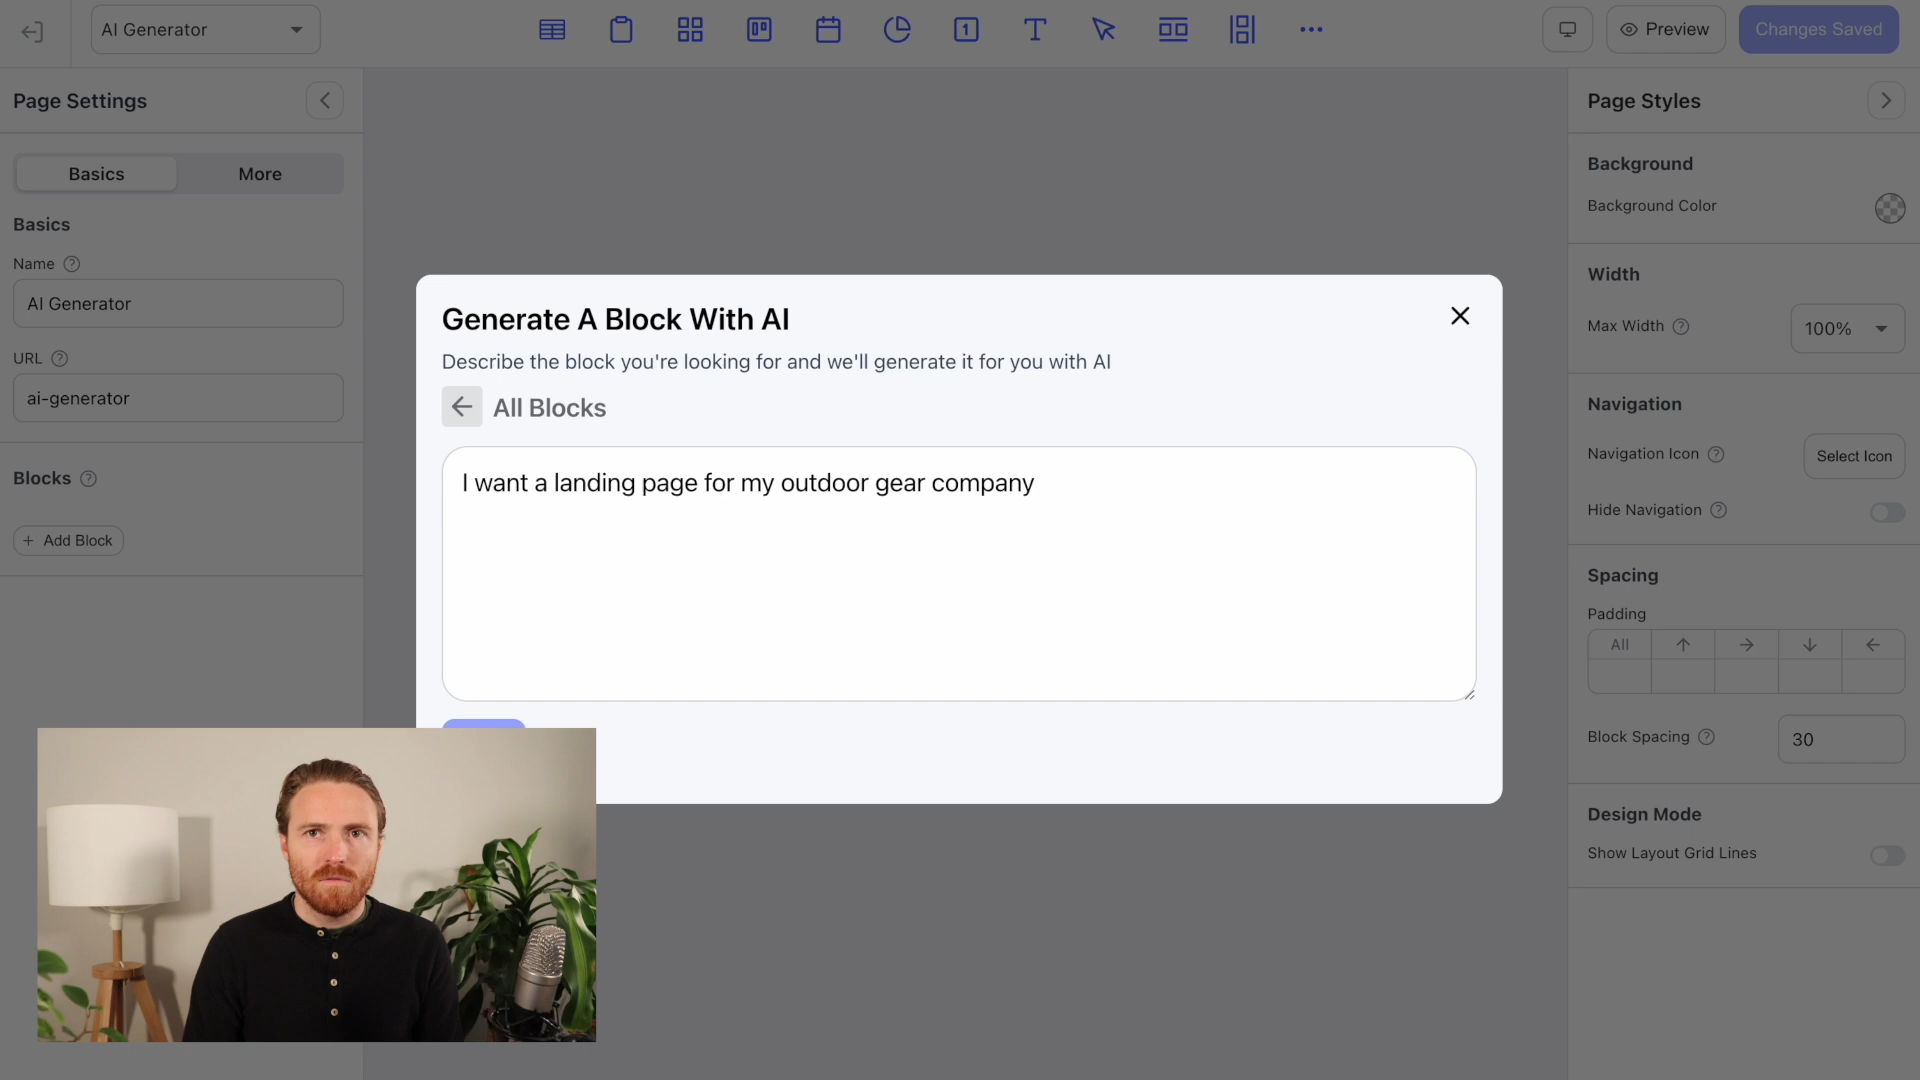 AI Generator
1
Preview
Changes Saved
Page Settings
Basics
More
Basics
Name
AI Generator
URL
ai-generator
Blocks
+ Add Block
Generate A Block With AI
Describe the block you're looking for and we'll generate it for you with AI
All Blocks
I want a landing page for my outdoor gear company
Page Styles
Background
Background Color
Width
Max Width
100%
Navigation
Navigation Icon
Select Icon
Hide Navigation
Spacing
Padding
All
Block Spacing
30
Design Mode
Show Layout Grid Lines